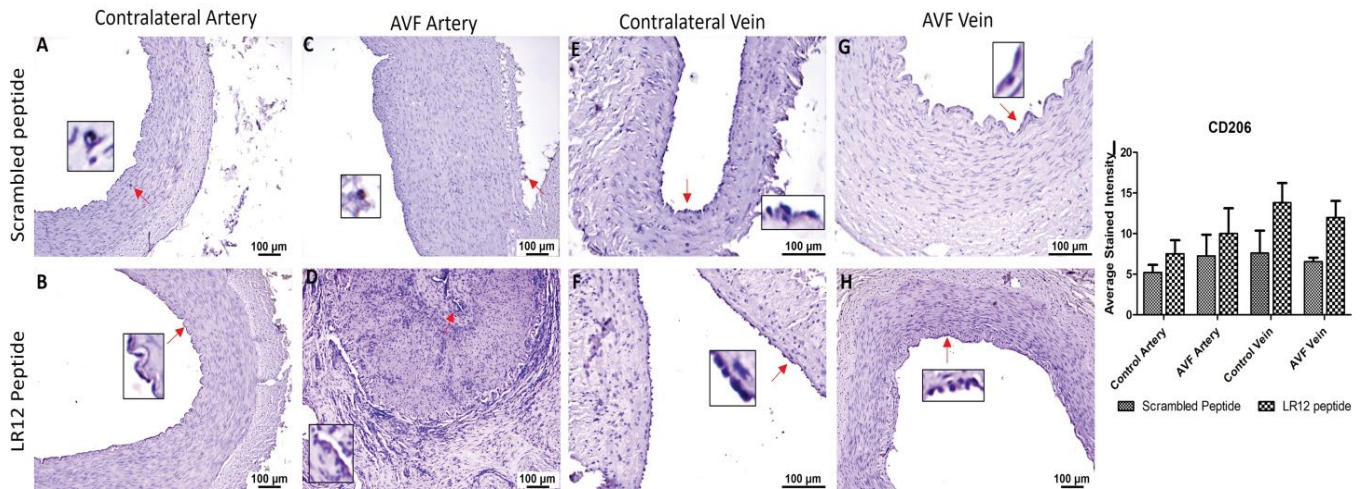 Contralateral Artery
AVF Artery
Contralateral Vein
AVF Vein
Scrambled peptide
A
100 µm
C
100 µm
E
100 µm
G
100 µm
LR12 Peptide
B
100 µm
D
100 µm
F
100 µm
H
100 µm
I
CD206
Average Stained Intensity
20
15
10
5
0
Control Artery
AVF Artery
Control Vein
AVF Vein
Scrambled Peptide
LR12 peptide